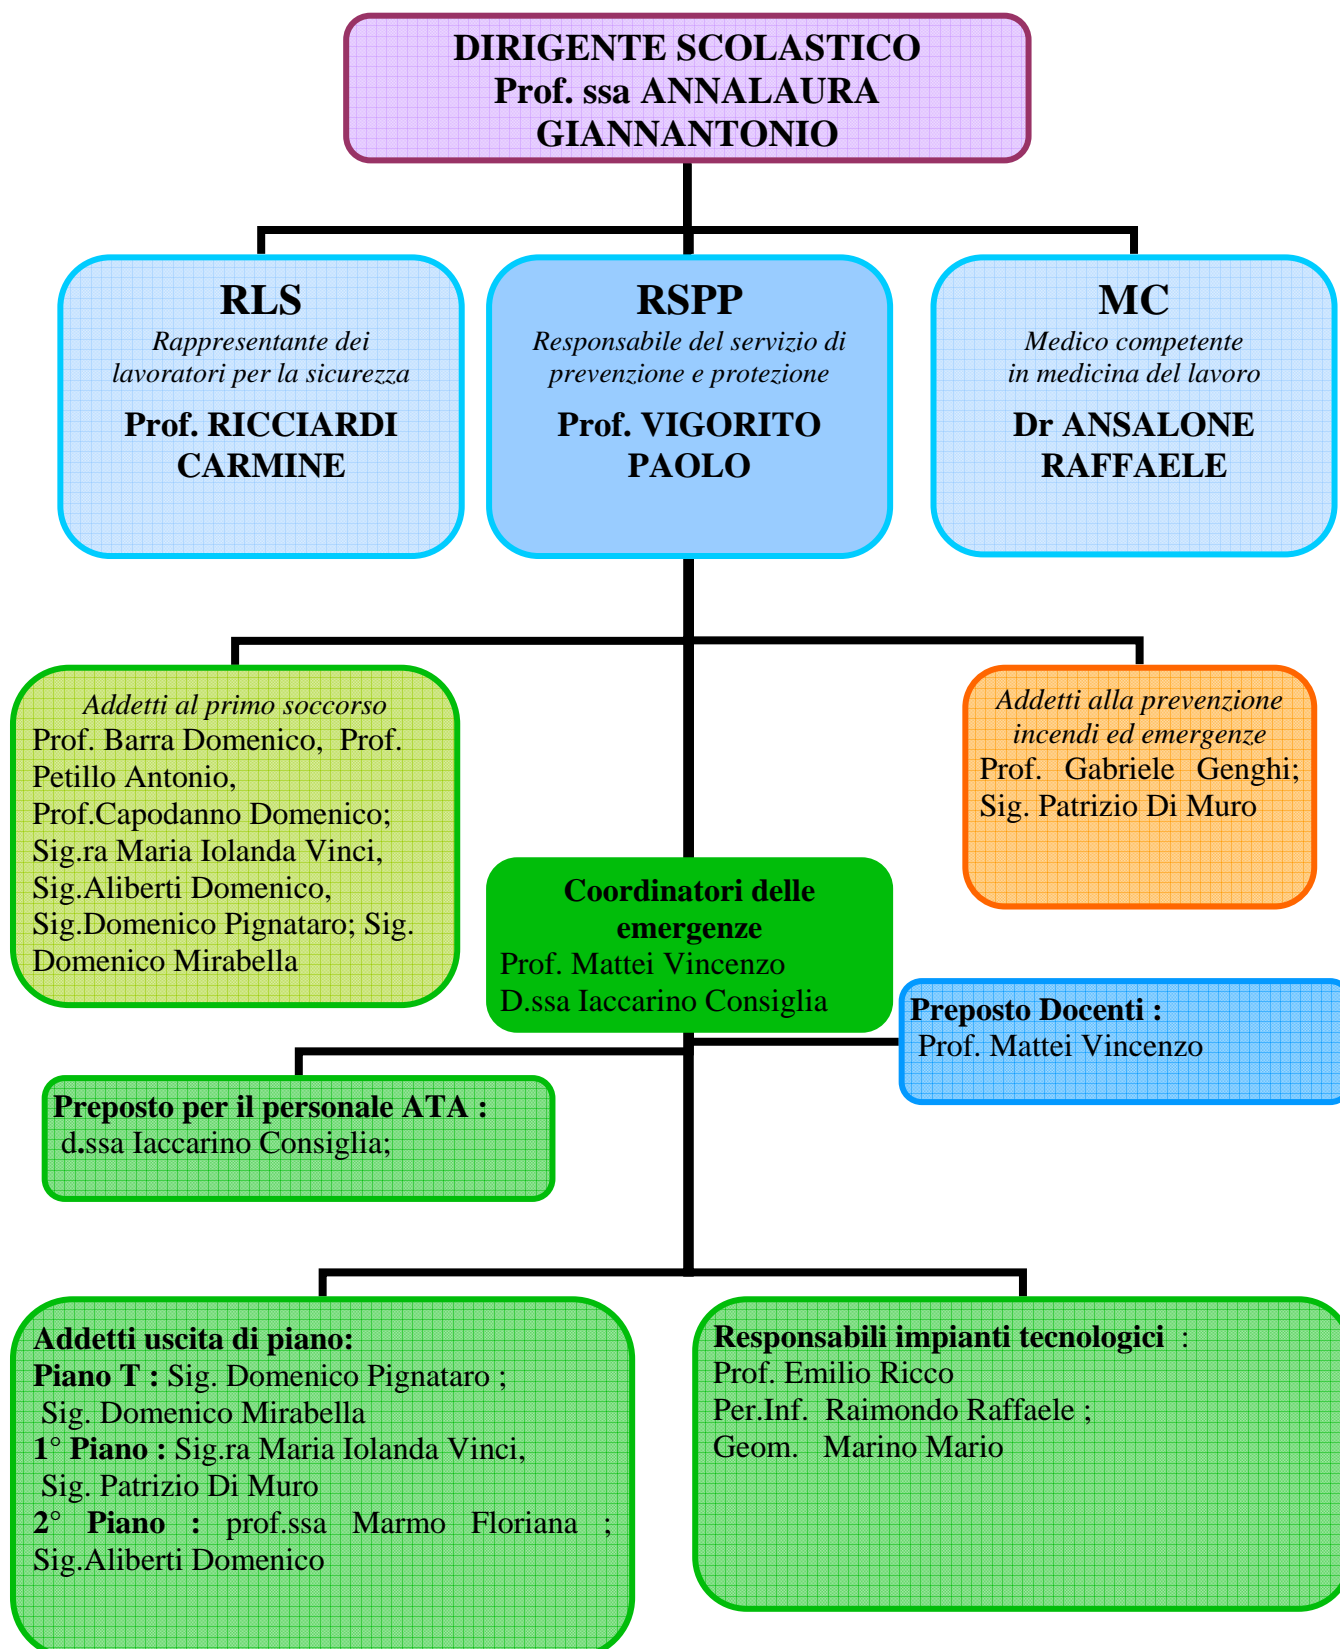 DIRIGENTE SCOLASTICO
Prof. ssa ANNALAURA
GIANNANTONIO
RLS
Rappresentante dei
lavoratori per la sicurezza
Prof. RICCIARDI
CARMINE
RSPP
Responsabile del servizio di
prevenzione e protezione
Prof. VIGORITO
PAOLO
MC
Medico competente
in medicina del lavoro
Dr ANSALONE
RAFFAELE
Addetti al primo soccorso
Prof. Barra Domenico, Prof.
Petillo Antonio,
Prof.Capodanno Domenico;
Sig.ra Maria Iolanda Vinci,
Sig.Aliberti Domenico,
Sig.Domenico Pignataro; Sig.
Domenico Mirabella
Addetti alla prevenzione
incendi ed emergenze
Prof. Gabriele Genghi;
Sig. Patrizio Di Muro
Coordinatori delle
emergenze
Prof. Mattei Vincenzo
D.ssa Iaccarino Consiglia
Preposto Docenti :
Prof. Mattei Vincenzo
Preposto per il personale ATA :
d.ssa Iaccarino Consiglia;
Addetti uscita di piano:
Piano T : Sig. Domenico Pignataro ;
Sig. Domenico Mirabella
1° Piano : Sig.ra Maria Iolanda Vinci,
Sig. Patrizio Di Muro
2° Piano : prof.ssa Marmo Floriana ;
Sig.Aliberti Domenico
Responsabili impianti tecnologici :
Prof. Emilio Ricco
Per.Inf. Raimondo Raffaele ;
Geom. Marino Mario